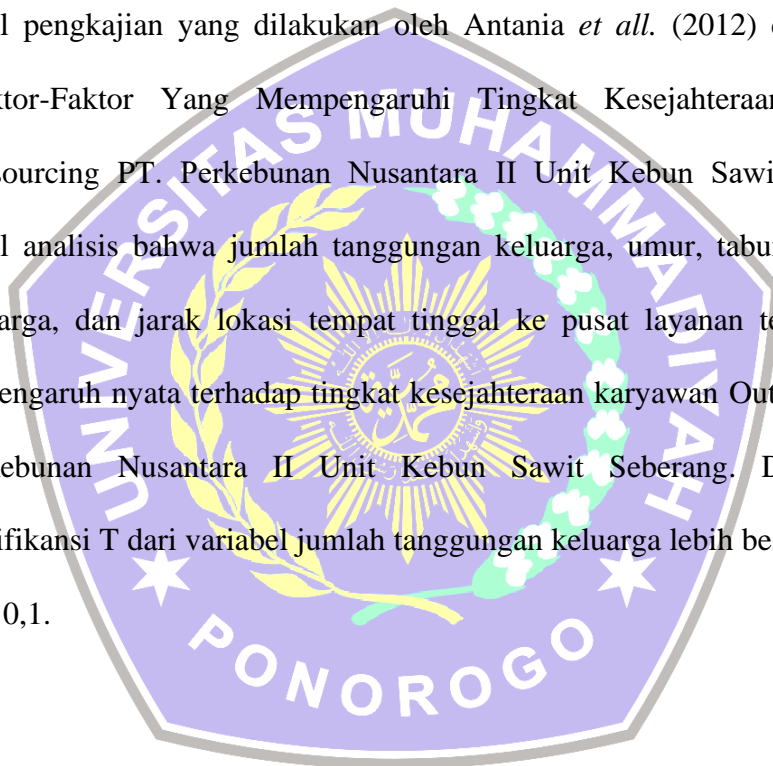 l pengkajian yang dilakukan oleh Antania et all. (2012)
ktor-Faktor Yang Mempengaruhi Tingkat Kesejahteraan
sourcing PT. Perkebunan Nusantara II Unit Kebun Sawi
l analisis bahwa jumlah tanggungan keluarga, umur, tabu
arga, dan jarak lokasi tempat tinggal ke pusat layanan te
engaruh nyata terhadap tingkat kesejahteraan karyawan Out
ebunan Nusantara II Unit Kebun Sawit Seberang. D
ifikansi T dari variabel jumlah tanggungan keluarga lebih be
0,1.
UNIVERSITAS MUHAMMADIYAH
PONOROGO